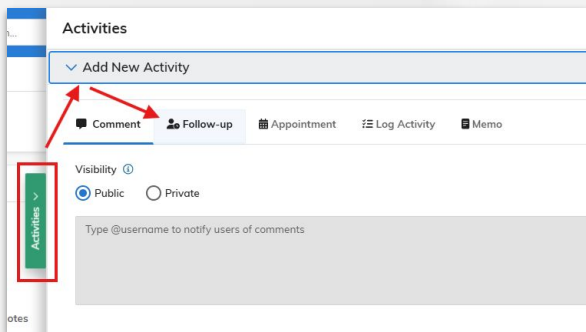 Activities
n...
Add New Activity
Comment
Follow-up
Appointment
Log Activity
Memo
Visibility
Public
Private
Type @username to notify users of comments
Activities
otes